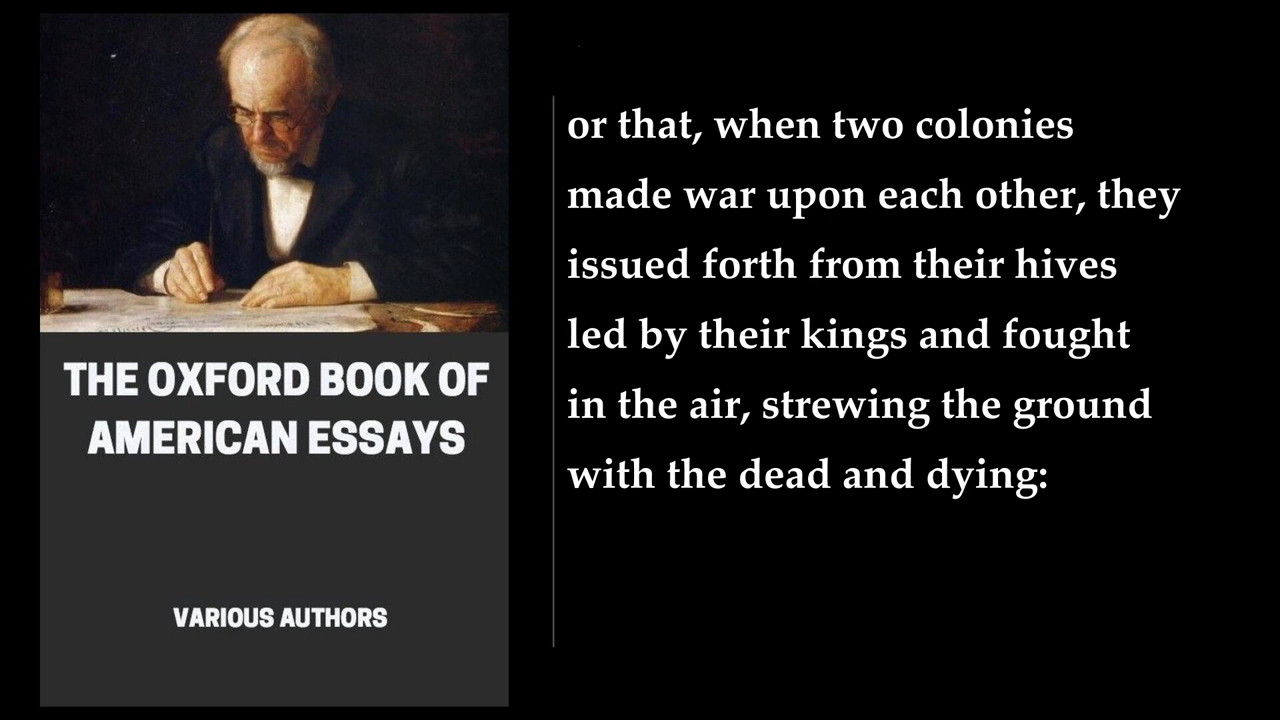 THE OXFORD BOOK OF
AMERICAN ESSAYS
VARIOUS AUTHORS
or that, when two colonies
made war upon each other, they
issued forth from their hives
led by their kings and fought
in the air, strewing the ground
with the dead and dying: